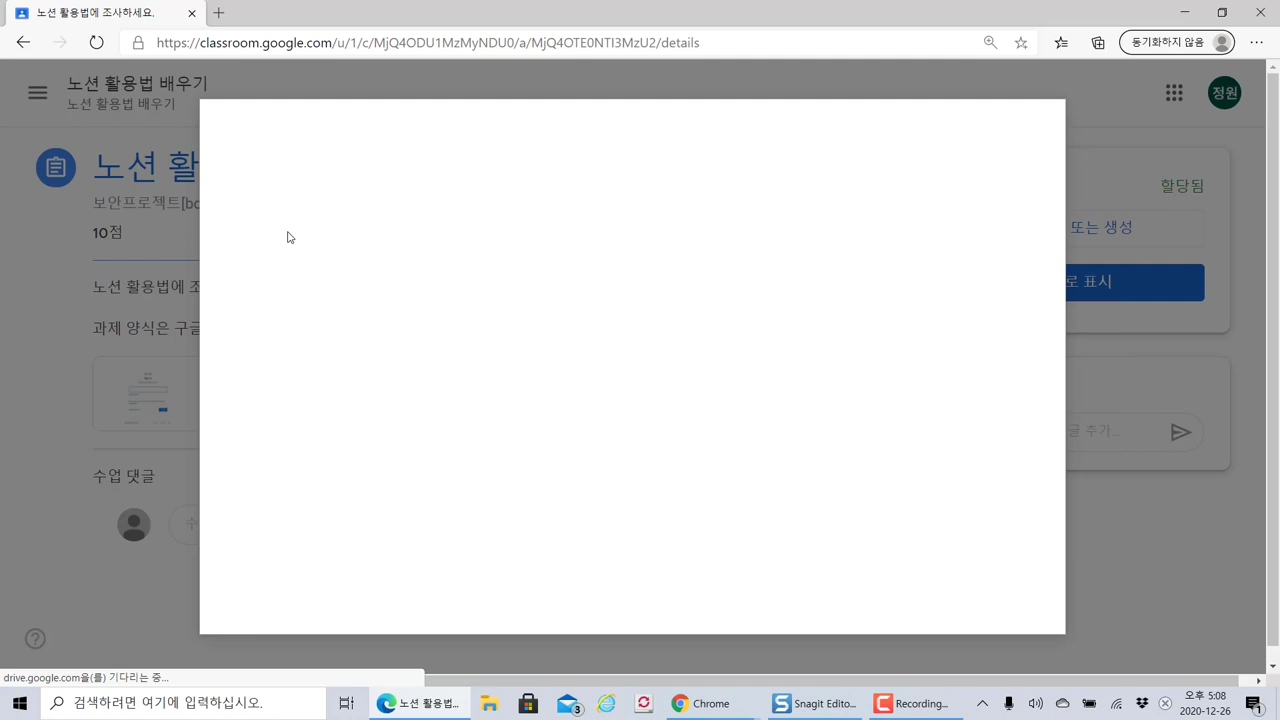 노션 활용법에 조사하세요.
https://classroom.google.com/u/1/c/MjQ4ODU1MzMyNDU0/a/MjQ4OTE0NTI3MzU2/details
동기화하지 않음
노션 활용법 배우기
노션 활용법 배우기
정원
노션 활
할당됨
보안프로젝트[bo
10점
또는 생성
로 표시
노션 활용법에 조
과제 양식은 구글
글 추가...
수업 댓글
수
drive.google.com을(를) 기다리는 중...
검색하려면 여기에 입력하십시오.
노션 활용법...
3
Chrome
Snagit Edito...
Recording...
오후 5:08
2020-12-26
1